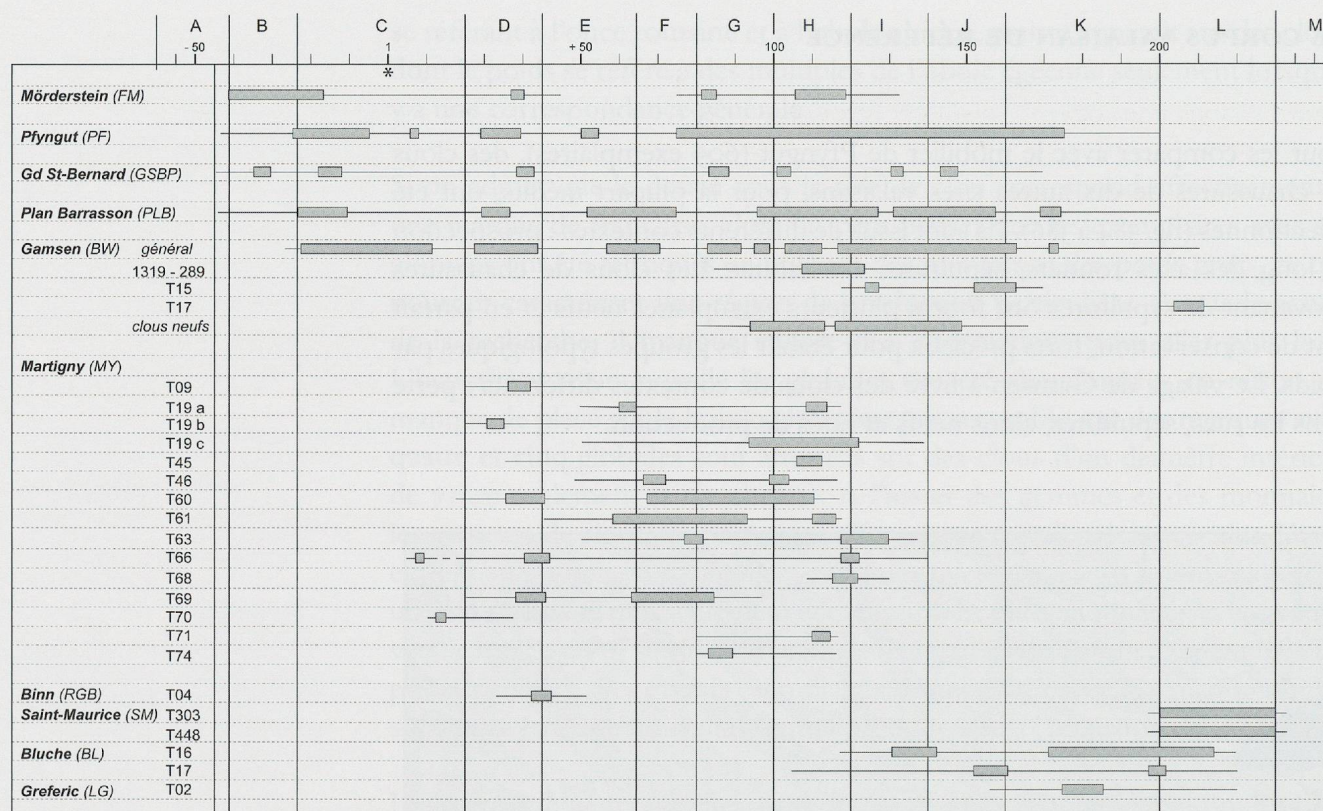 A B C D E F G H I J K L M
- 50 1 + 50 100 150 200
*
Mörderstein (FM)
Pfyngut (PF)
Gd St-Bernard (GSBP)
Plan Barrasson (PLB)
Gamsen (BW) général
1319 - 289
T15
T17
clous neufs
Martigny (MY)
T09
T19 a
T19 b
T19 c
T45
T46
T60
T61
T63
T66
T68
T69
T70
T71
T74
Binn (RGB) T04
Saint-Maurice (SM) T303
T448
Bluche (BL) T16
T17
Greferic (LG) T02